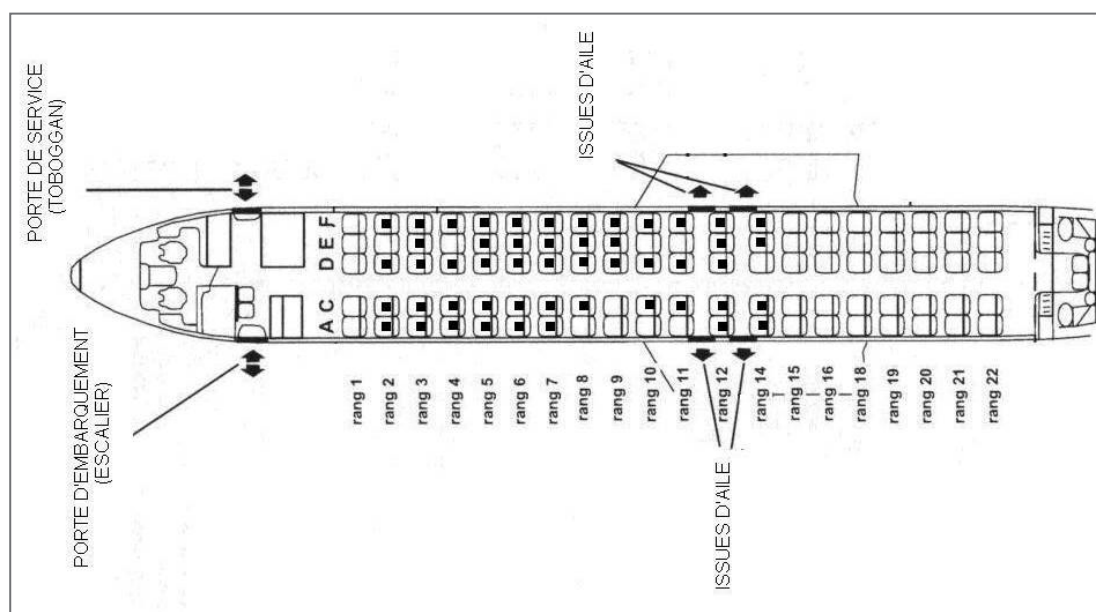 PORTE DE SERVICE
(TOBOGGAN)
ISSUES D'AILE
A C
D E F
rang 1
rang 2
rang 3
rang 4
rang 5
rang 6
rang 7
rang 8
rang 9
rang 10
rang 11
rang 12
rang 14
rang 15
rang 16
rang 18
rang 19
rang 20
rang 21
rang 22
PORTE D'EMBARQUEMENT
(ESCALIER)
ISSUES D'AILE